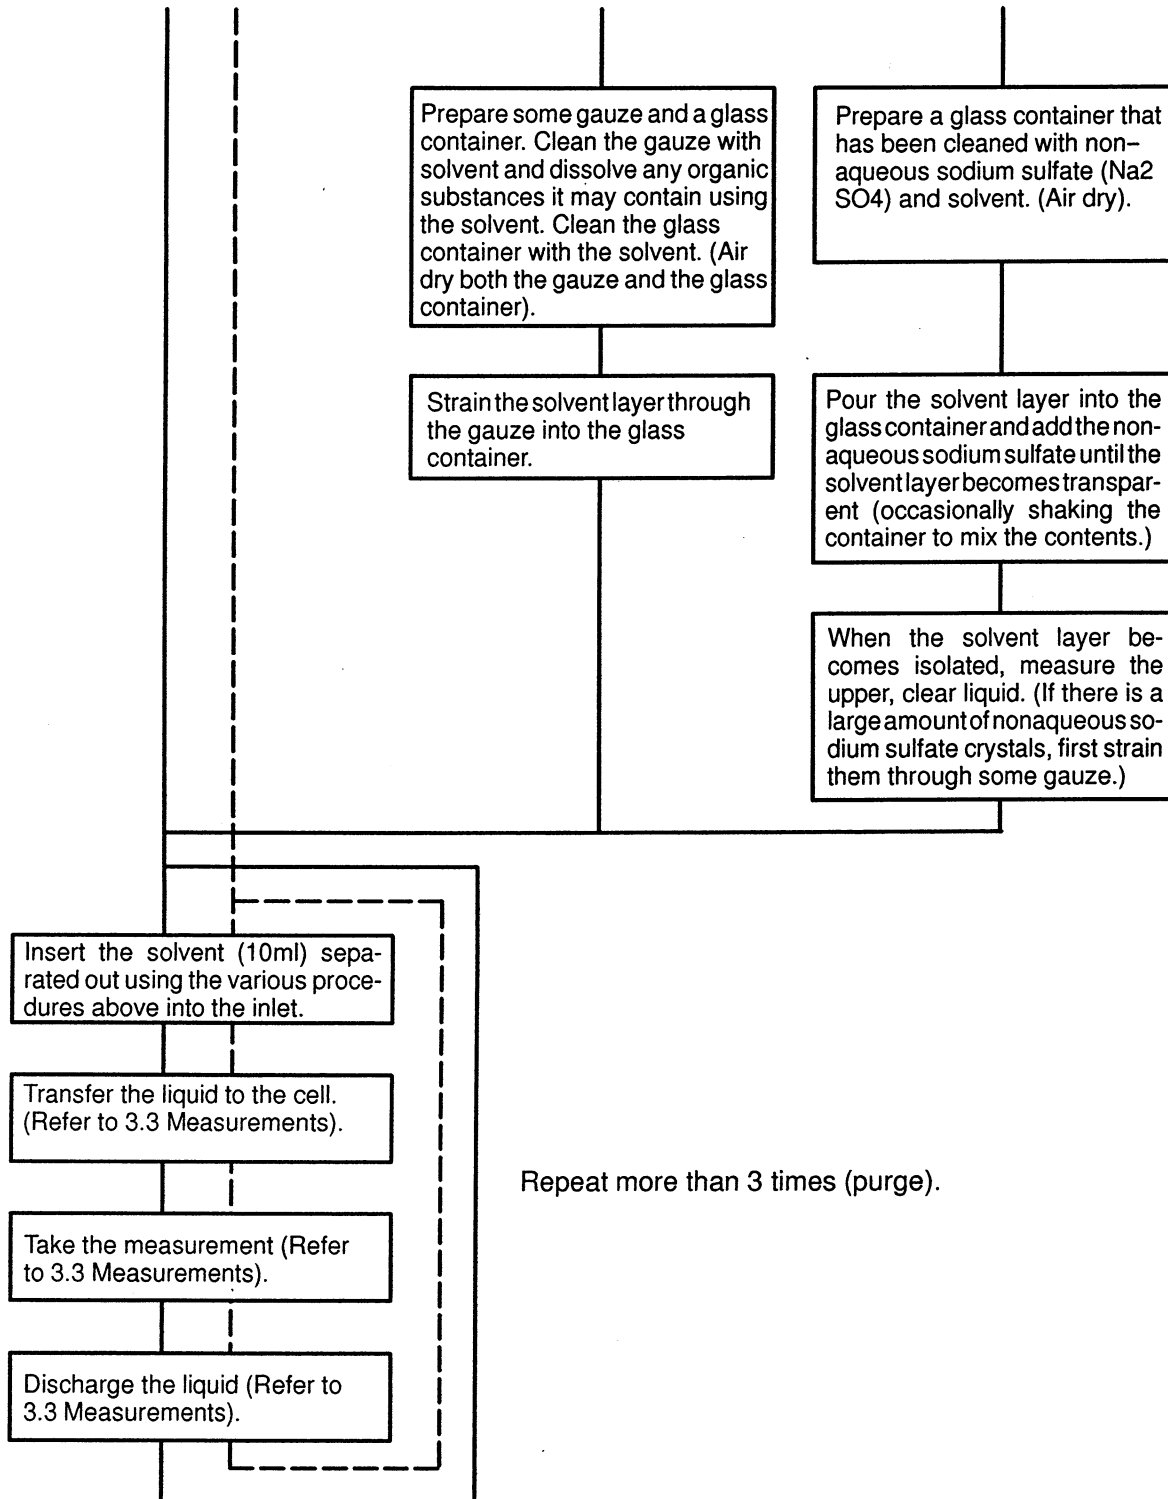 Prepare some gauze and a glass
container. Clean the gauze with
solvent and dissolve any organic
substances it may contain using
the solvent. Clean the glass
container with the solvent. (Air
dry both the gauze and the glass
container).
Prepare a glass container that
has been cleaned with non–
aqueous sodium sulfate (Na2
SO4) and solvent. (Air dry).
Strain the solvent layer through
the gauze into the glass
container.
Pour the solvent layer into the
glass container and add the non-
aqueous sodium sulfate until the
solvent layer becomes transpar-
ent (occasionally shaking the
container to mix the contents.)
When the solvent layer be-
comes isolated, measure the
upper, clear liquid. (If there is a
large amount of nonaqueous so-
dium sulfate crystals, first strain
them through some gauze.)
Insert the solvent (10ml) sepa-
rated out using the various proce-
dures above into the inlet.
Transfer the liquid to the cell.
(Refer to 3.3 Measurements).
Repeat more than 3 times (purge).
Take the measurement (Refer
to 3.3 Measurements).
Discharge the liquid (Refer to
3.3 Measurements).